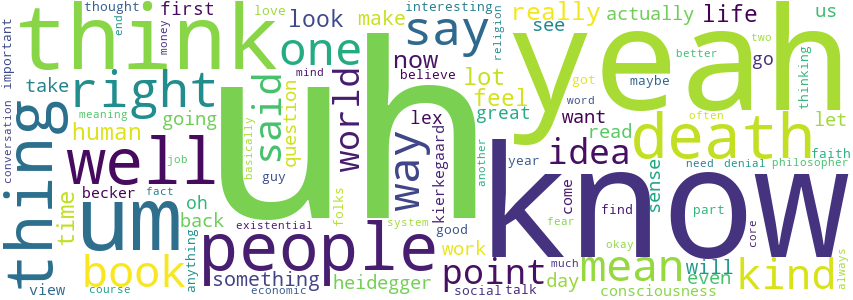 thought
end
money
love
look
make
interesting
religion
really
actually
life
us
important
first
think
one
say
see
yeah
better
two
go
take
right
said
now
mind
believe
lot
feel
great
want
got
maybe
thinking
going
uh
world
way
lex
question
read
word
death
often
let
conversation
thing
human
well
basically
kierkegaard
another
idea
sense
faith
meaning
job
becker
fact
guy
year
need
denial
philosopher
time
um
oh
back
folks
know
come
find
part
view
book
anything
existential
people
system
good
work
fear
okay
core
something
heidegger
point
day
mean
will
even
kind
always
course
economic
social
talk
much
consciousness